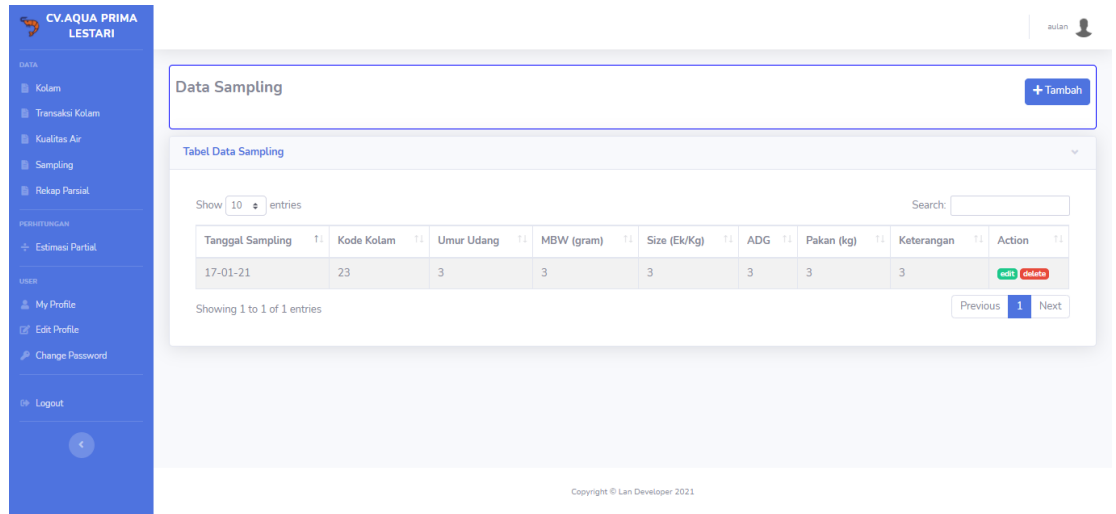 CV.AQUA PRIMA
LESTARI
aulan
DATA
Kolam
Transaksi Kolam
Kualitas Air
Sampling
Rekap Parsial
PERHITUNGAN
Estimasi Partial
USER
My Profile
Edit Profile
Change Password
Logout
Data Sampling
+ Tambah
Tabel Data Sampling
Show 10 entries
Search:
Tanggal Sampling Kode Kolam Umur Udang MBW (gram) Size (Ek/Kg) ADG Pakan (kg) Keterangan Action
17-01-21 23 3 3 3 3 3 3 edit delete
Showing 1 to 1 of 1 entries
Previous 1 Next
Copyright © Lan Developer 2021